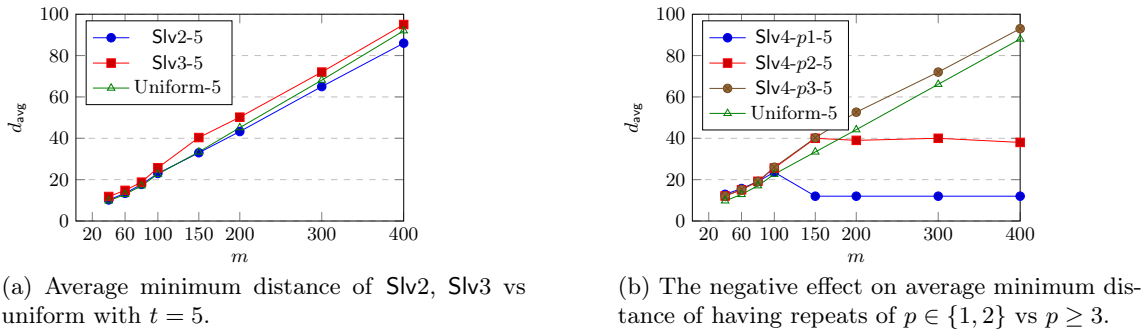 100
80
60
40
20
0
d_avg
20 60 100 150 200 300 400
m
Slv2-5
Slv3-5
Uniform-5
(a) Average minimum distance of Slv2, Slv3 vs
uniform with t = 5.
100
80
60
40
20
0
d_avg
20 60 100 150 200 300 400
m
Slv4-p1-5
Slv4-p2-5
Slv4-p3-5
Uniform-5
(b) The negative effect on average minimum dis-
tance of having repeats of p ∈ {1, 2} vs p ≥ 3.